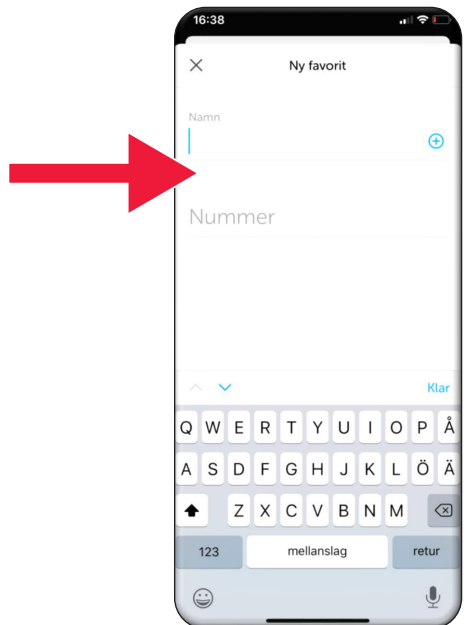 16:38
Ny favorit
Namn
Nummer
Klar
Q W E R T Y U I O P Å
A S D F G H J K L Ö Ä
Z X C V B N M
123 mellanslag retur